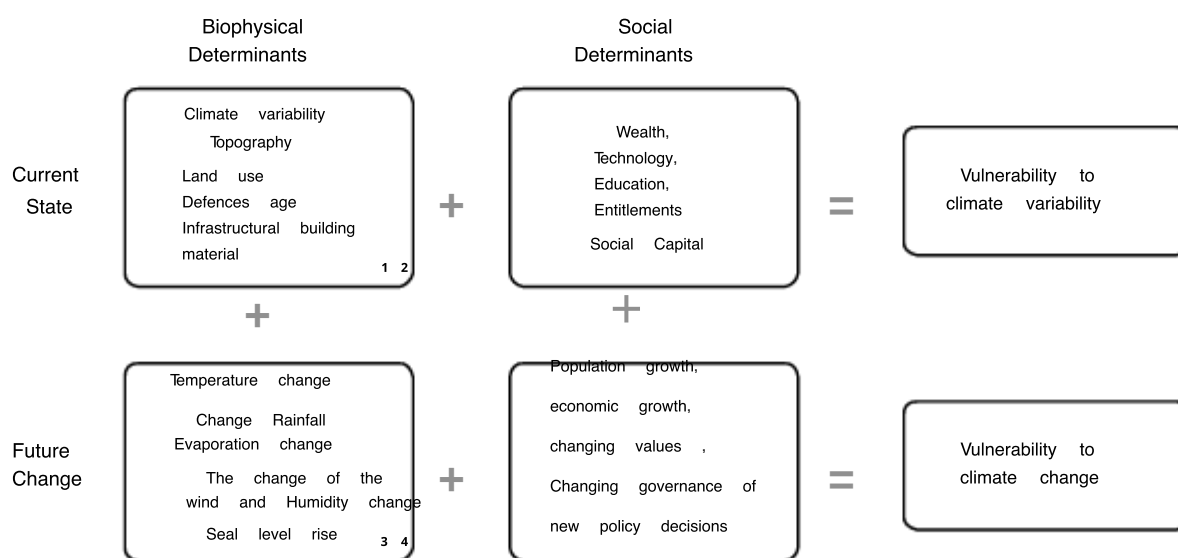 Biophysical
Determinants
Social
Determinants
Current
State
Climate variability
Topography
Land use
Defences age
Infrastructural building
material
1 2
+
Wealth,
Technology,
Education,
Entitlements
Social Capital
=
Vulnerability to
climate variability
+
+
Future
Change
Temperature change
Change Rainfall
Evaporation change
The change of the
wind and Humidity change
Seal level rise
3 4
+
Population growth,
economic growth,
changing values ,
Changing governance of
new policy decisions
=
Vulnerability to
climate change